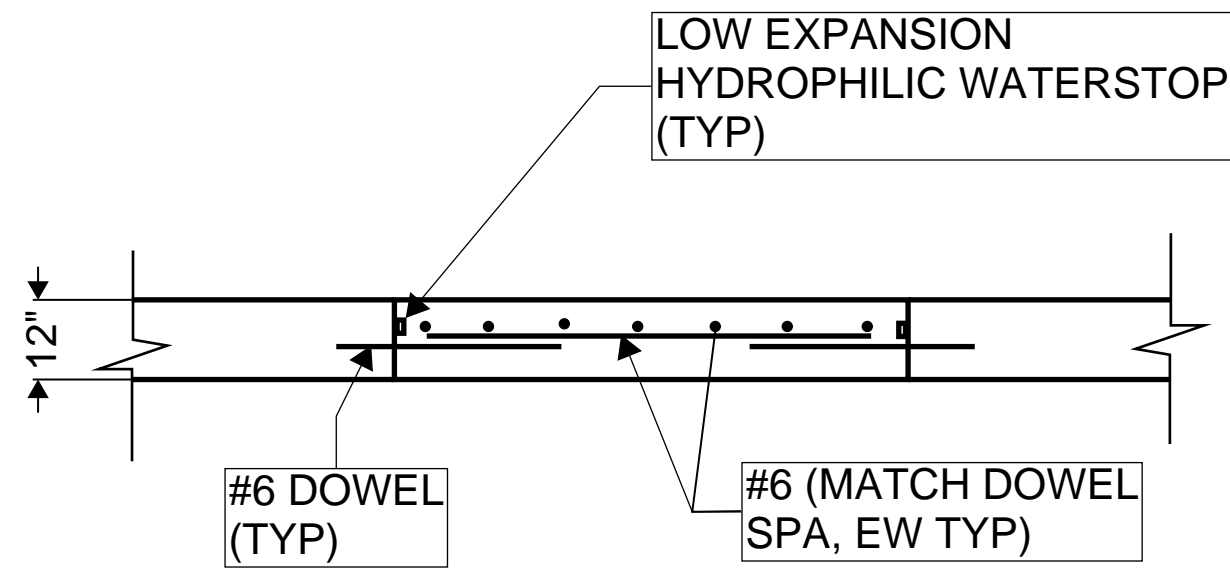 LOW EXPANSION
HYDROPHILIC WATERSTOP
(TYP)
12"
#6 DOWEL
(TYP)
#6 (MATCH DOWEL
SPA, EW TYP)